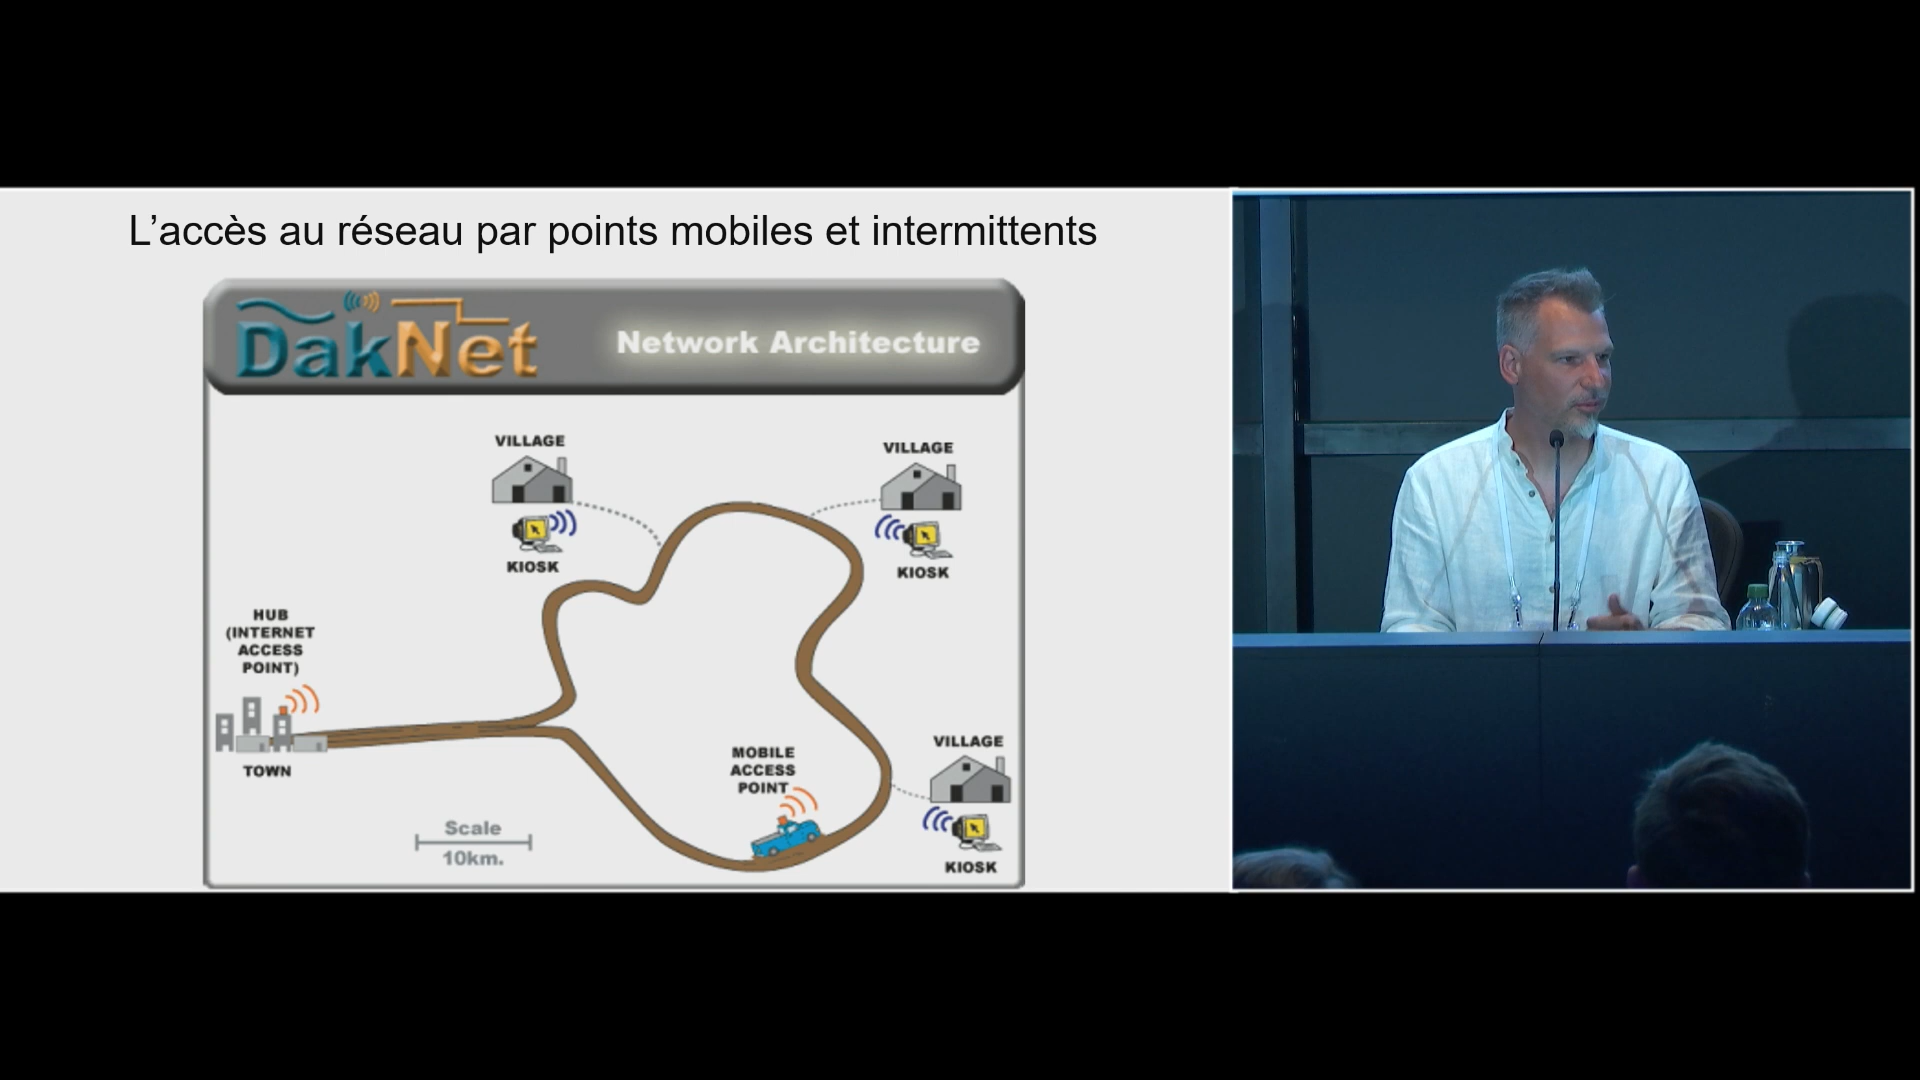 L’accès au réseau par points mobiles et intermittents
DakNet
Network Architecture
VILLAGE
KIOSK
VILLAGE
KIOSK
HUB
(INTERNET
ACCESS
POINT)
TOWN
MOBILE
ACCESS
POINT
VILLAGE
KIOSK
Scale
10km.